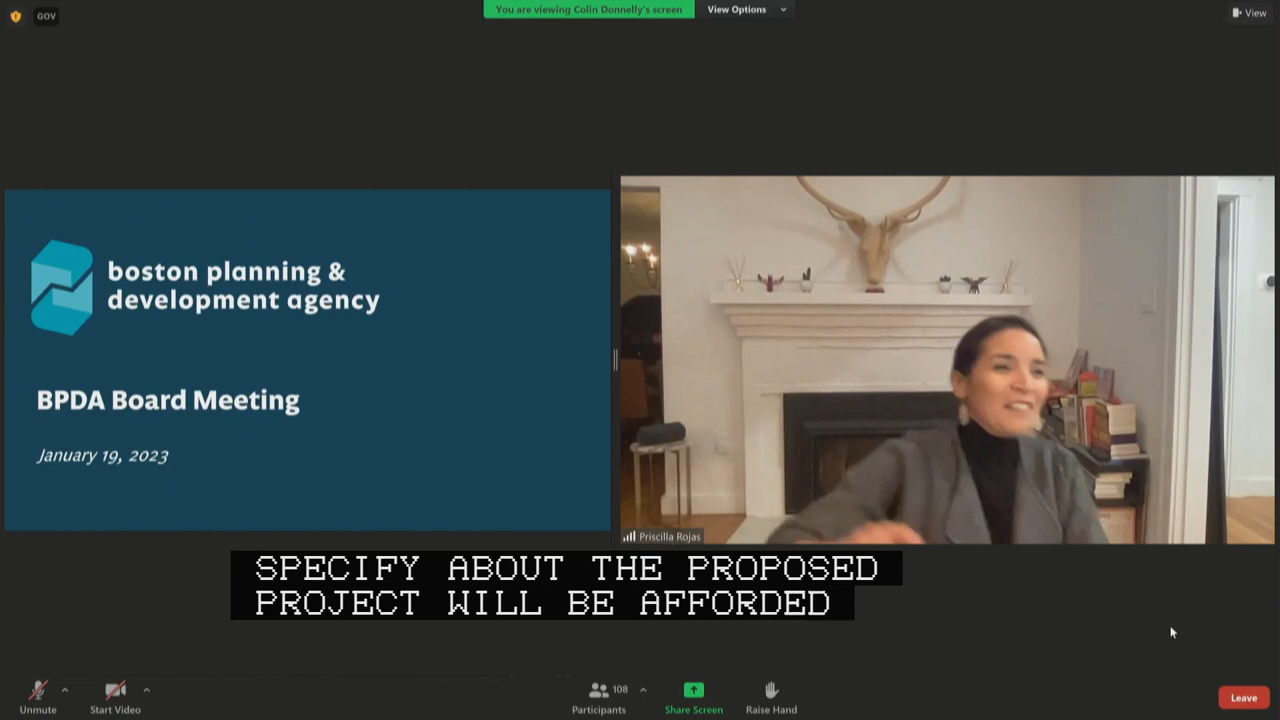 GOV
You are viewing Colin Donnelly's screen
View Options
View
boston planning &
development agency
BPDA Board Meeting
January 19, 2023
Priscilla Rojas
SPECIFY ABOUT THE PROPOSED
PROJECT WILL BE AFFORDED
Unmute
Start Video
108
Participants
Share Screen
Raise Hand
Leave